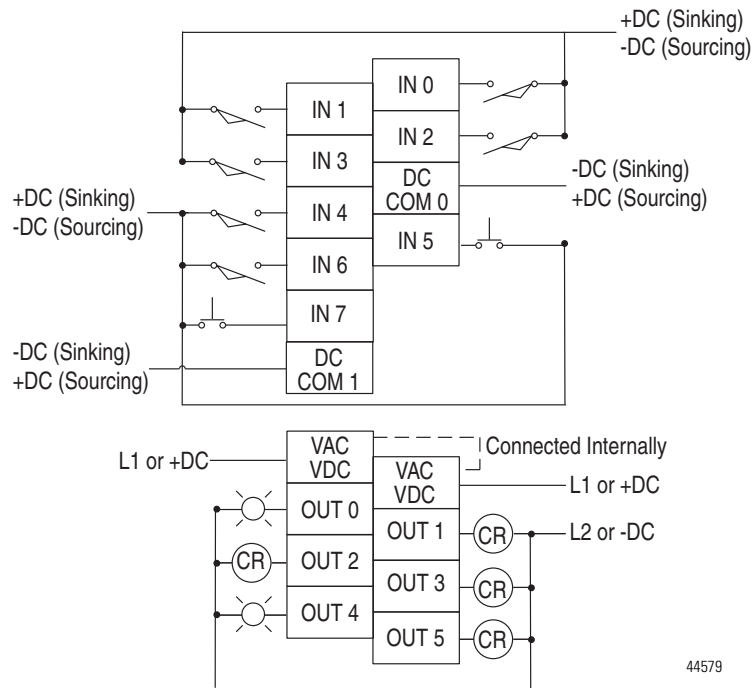 +DC (Sinking)
-DC (Sourcing)
IN 0
IN 1
IN 2
IN 3
DC
COM 0
-DC (Sinking)
+DC (Sourcing)
+DC (Sinking)
-DC (Sourcing)
IN 4
IN 5
IN 6
IN 7
-DC (Sinking)
+DC (Sourcing)
DC
COM 1
L1 or +DC
VAC
VDC
Connected Internally
VAC
VDC
L1 or +DC
OUT 0
OUT 1
CR
L2 or -DC
CR
OUT 2
OUT 3
CR
OUT 4
OUT 5
CR
44579